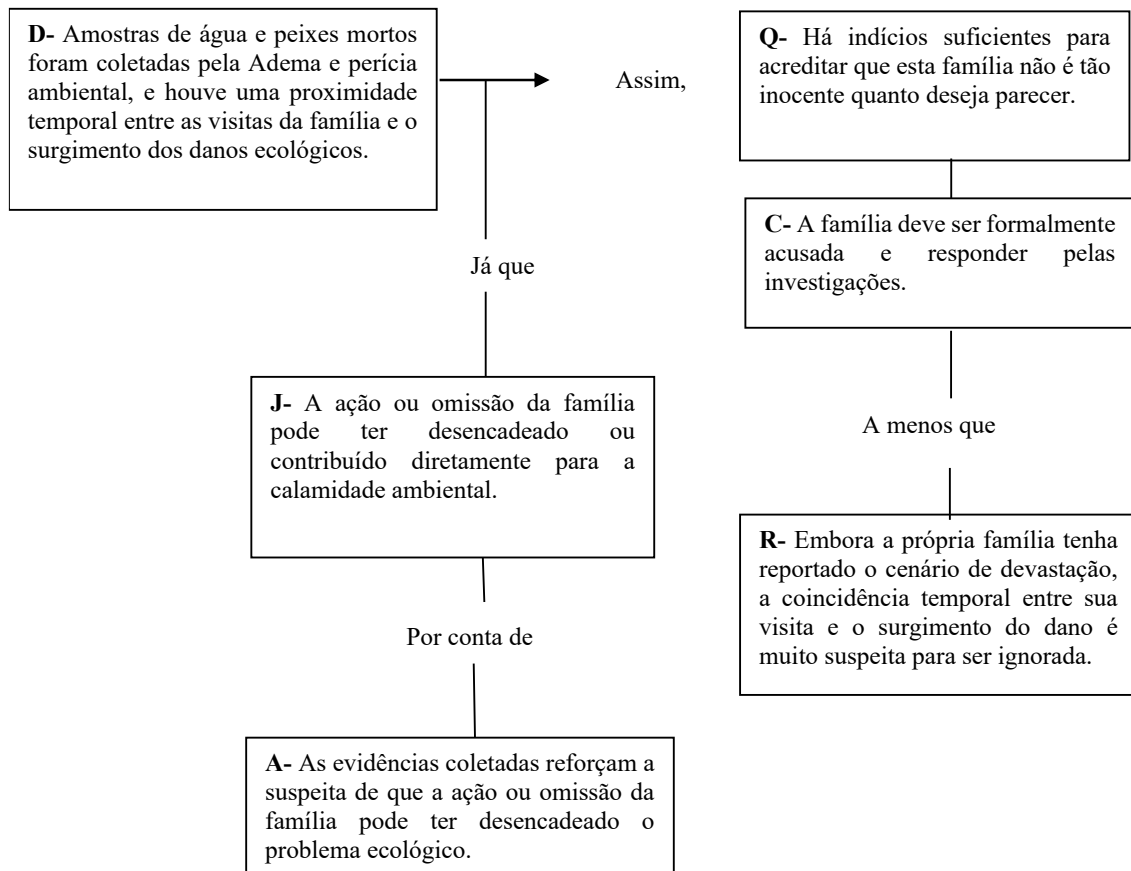 D- Amostras de água e peixes mortos
foram coletadas pela Adema e perícia
ambiental, e houve uma proximidade
temporal entre as visitas da família e o
surgimento dos danos ecológicos.
Assim,
Q- Há indícios suficientes para
acreditar que esta família não é tão
inocente quanto deseja parecer.
C- A família deve ser formalmente
acusada e responder pelas
investigações.
Já que
J- A ação ou omissão da família
pode ter desencadeado ou
contribuído diretamente para a
calamidade ambiental.
A menos que
R- Embora a própria família tenha
reportado o cenário de devastação,
a coincidência temporal entre sua
visita e o surgimento do dano é
muito suspeita para ser ignorada.
Por conta de
A- As evidências coletadas reforçam a
suspeita de que a ação ou omissão da
família pode ter desencadeado o
problema ecológico.